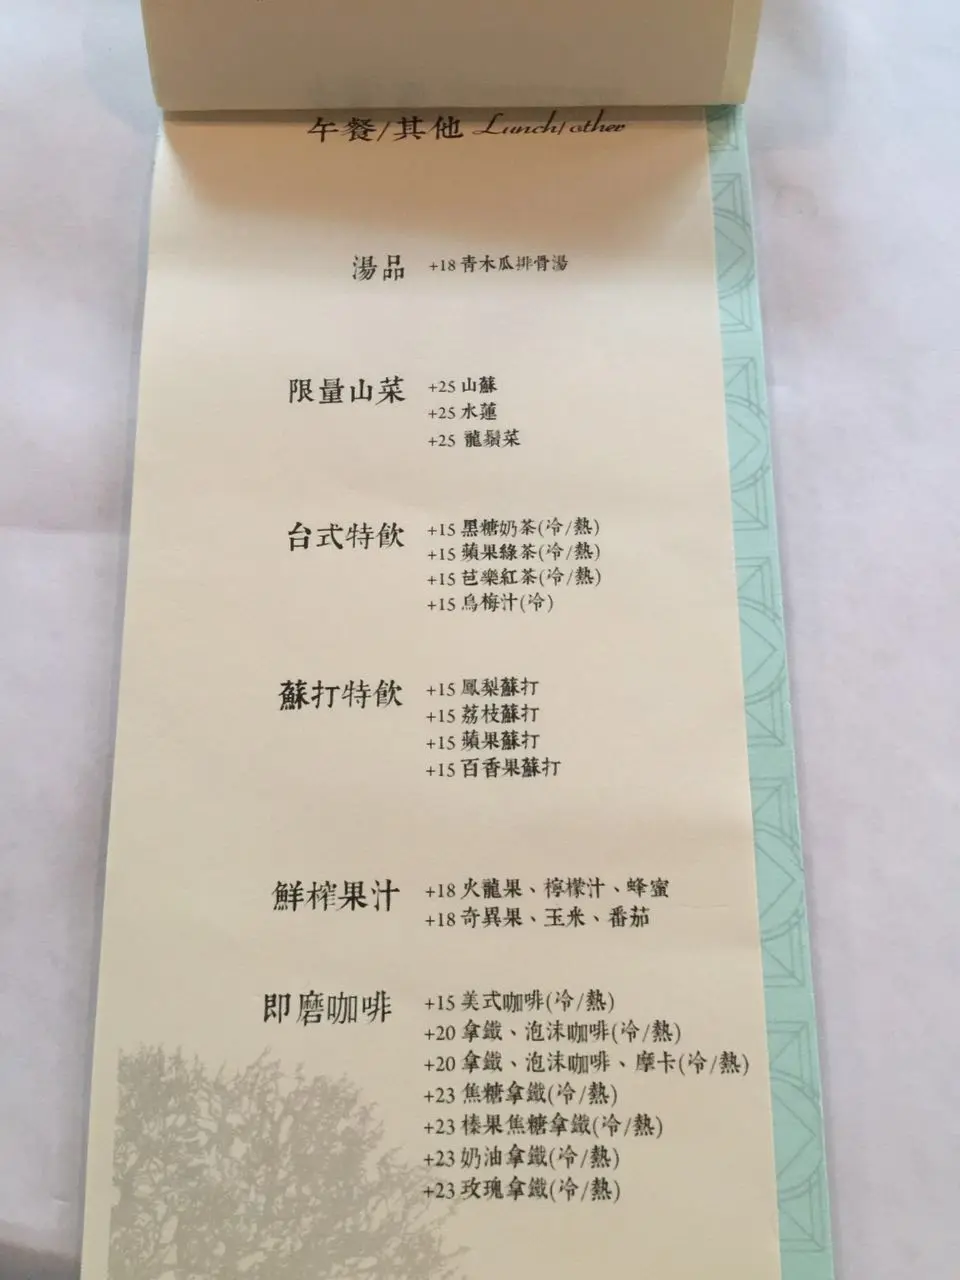 午餐/其他 Lunch/other
湯品 +18 青木瓜排骨湯
限量山菜 +25 山蘇
+25 水蓮
+25 龍鬚菜
台式特飲 +15 黑糖奶茶(冷/熱)
+15 蘋果綠茶(冷/熱)
+15 芭樂紅茶(冷/熱)
+15 烏梅汁(冷)
蘇打特飲 +15 鳳梨蘇打
+15 荔枝蘇打
+15 蘋果蘇打
+15 百香果蘇打
鮮榨果汁 +18 火龍果、檸檬汁、蜂蜜
+18 奇異果、玉米、番茄
即磨咖啡 +15 美式咖啡(冷/熱)
+20 拿鐵、泡沫咖啡(冷/熱)
+20 拿鐵、泡沫咖啡、摩卡(冷/熱)
+23 焦糖拿鐵(冷/熱)
+23 榛果焦糖拿鐵(冷/熱)
+23 奶油拿鐵(冷/熱)
+23 玫瑰拿鐵(冷/熱)